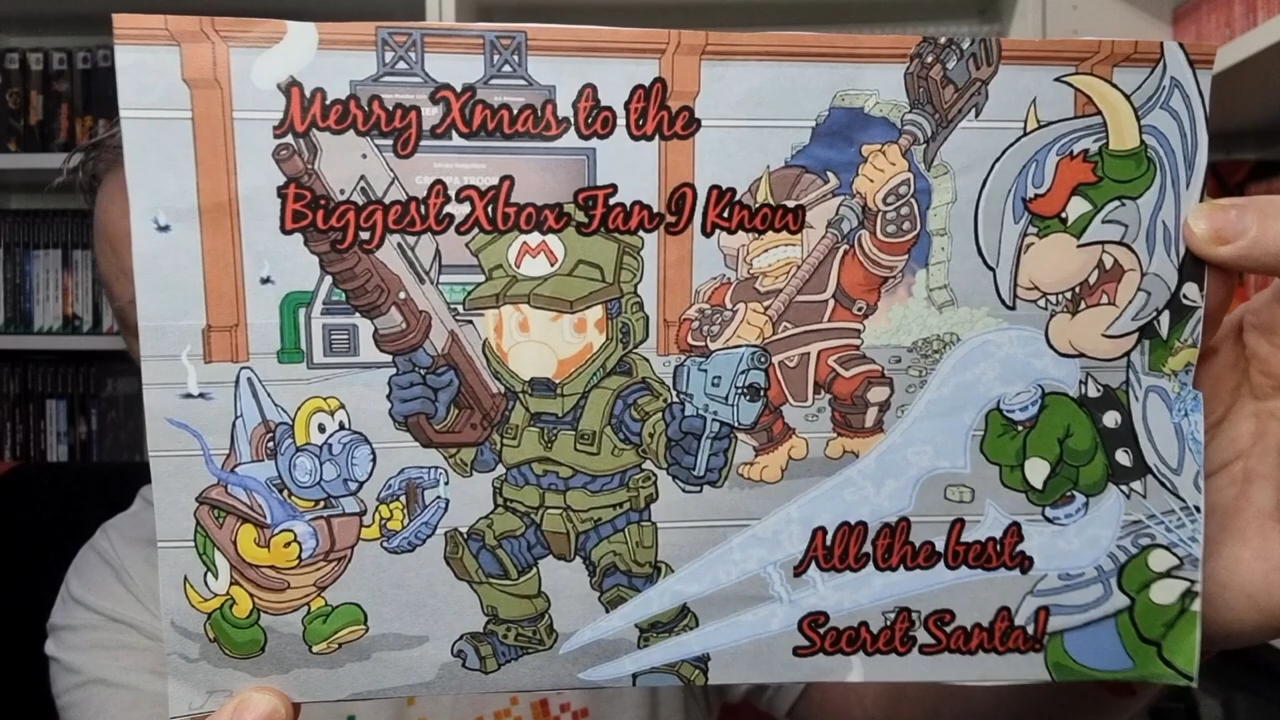 Merry Xmas to the
Biggest Xbox Fan I Know
M
All the best,
Secret Santa!